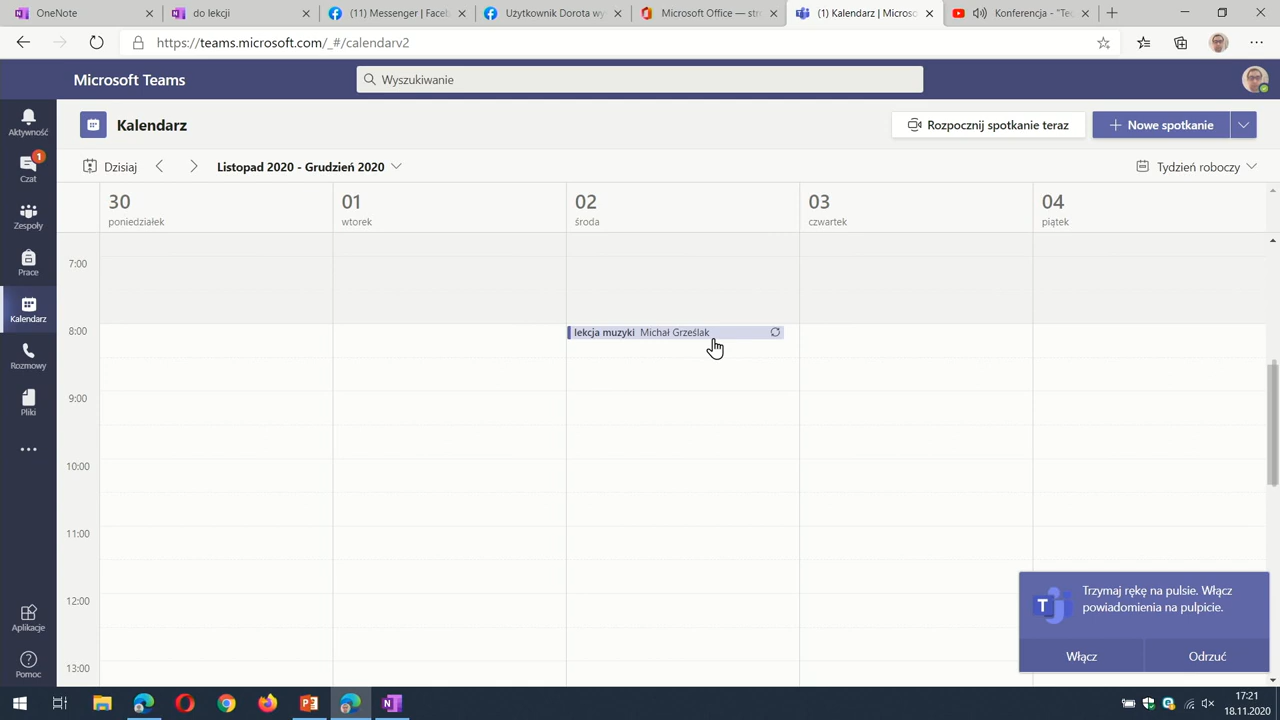 OneNote
do lekcji
(11) Messenger | Facel
Użytkownik Dorota wy
Microsoft Office — str
(1) Kalendarz | Micros
Konferencja - "Tec
https://teams.microsoft.com/_#/calendarv2
Microsoft Teams
Wyszukiwanie
Aktywność
1
Czat
Zespoły
Prace
Kalendarz
Rozmowy
Pliki
Aplikacje
Pomoc
Kalendarz
Rozpocznij spotkanie teraz
Nowe spotkanie
Dzisiaj
Listopad 2020 - Grudzień 2020
Tydzień roboczy
30 01 02 03 04
poniedziałek wtorek środa czwartek piątek
7:00
8:00
lekcja muzyki Michał Grześlak
9:00
10:00
11:00
12:00
13:00
Trzymaj rękę na pulsie. Włącz
powiadomienia na pulpicie.
Włącz Odrzuć
17:21
18.11.2020